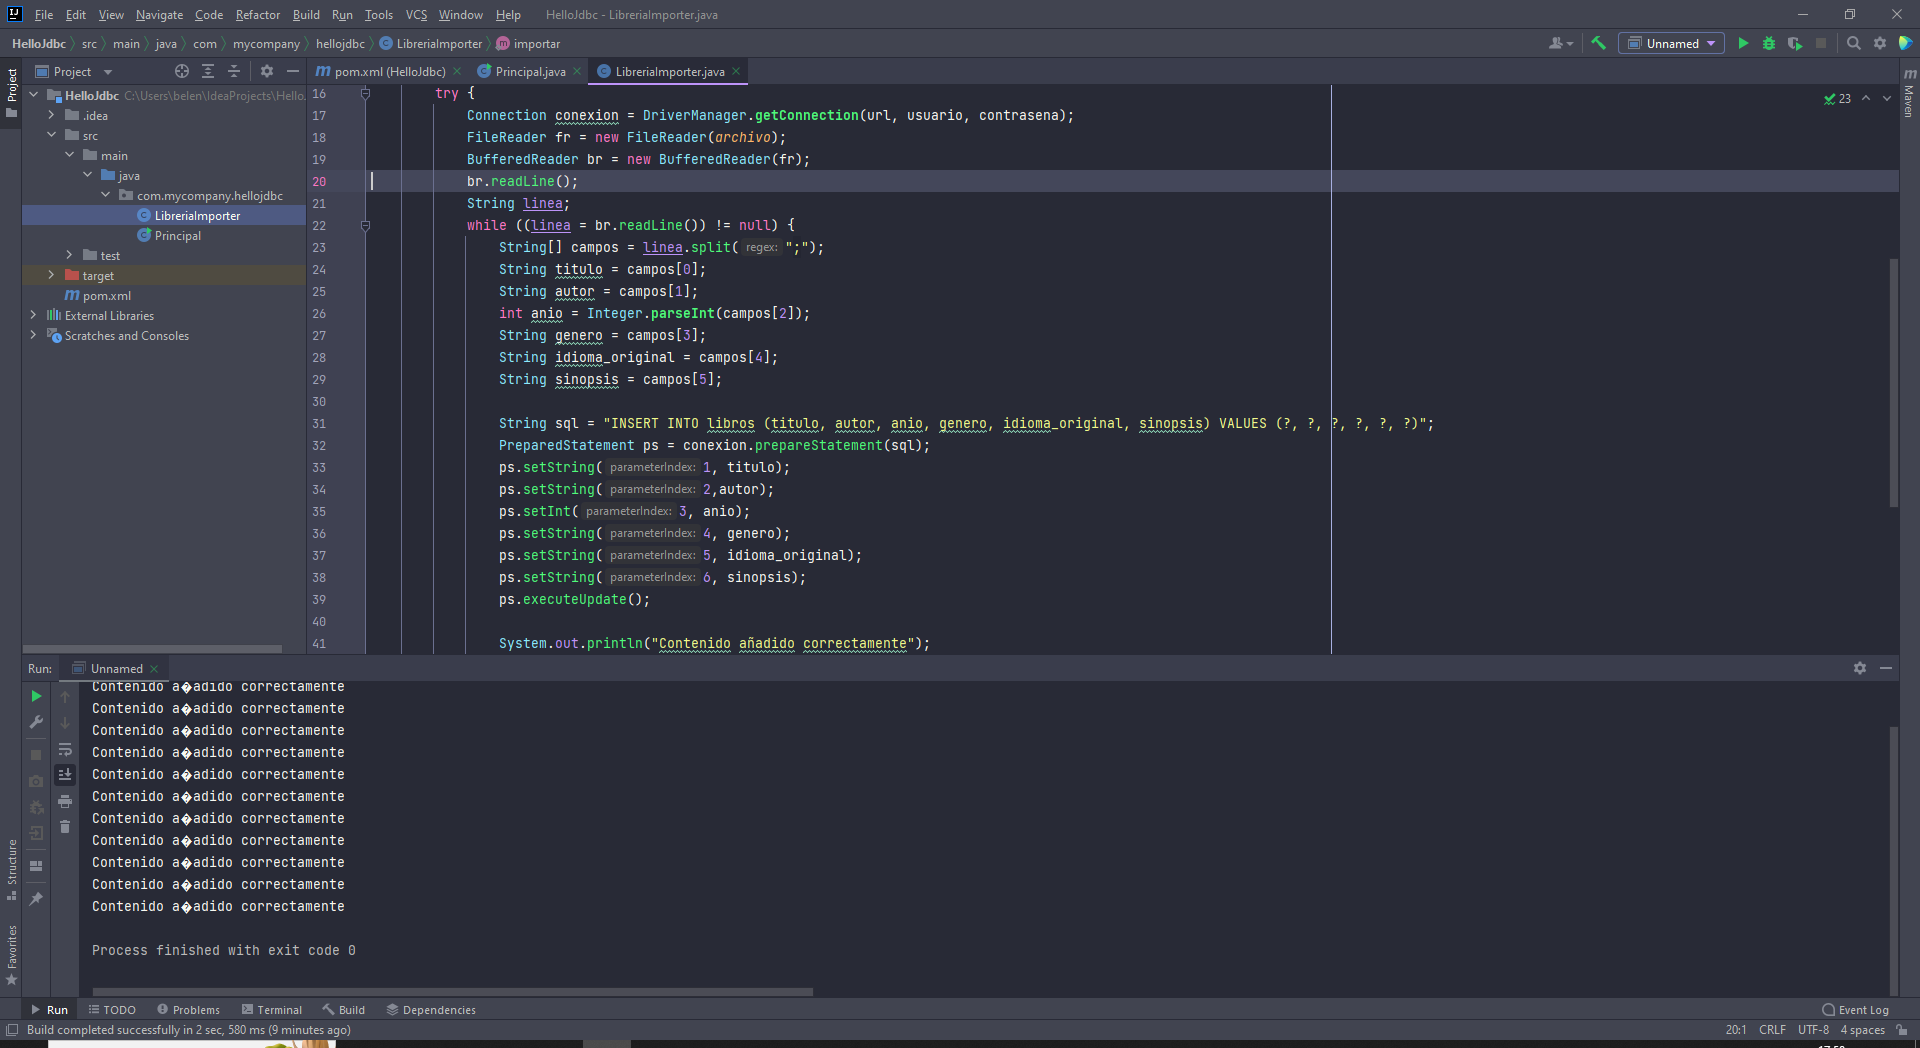 File Edit View Navigate Code Refactor Build Run Tools VCS Window Help HelloJdbc - LibreriaImporter.java
HelloJdbc src main java com mycompany hellojdbc LibreriaImporter importar Unnamed
Project pom.xml (HelloJdbc) Principal.java LibreriaImporter.java
HelloJdbc C:\Users\belen\IdeaProjects\Hello
.idea
src
main
java
com.mycompany.hellojdbc
LibreriaImporter
Principal
test
target
pom.xml
External Libraries
Scratches and Consoles
Project
Structure
Favorites
Maven
23
16 try {
17 Connection conexion = DriverManager.getConnection(url, usuario, contrasena);
18 FileReader fr = new FileReader(archivo);
19 BufferedReader br = new BufferedReader(fr);
20 br.readLine();
21 String linea;
22 while ((linea = br.readLine()) != null) {
23 String[] campos = linea.split( regex: ";");
24 String titulo = campos[0];
25 String autor = campos[1];
26 int anio = Integer.parseInt(campos[2]);
27 String genero = campos[3];
28 String idioma_original = campos[4];
29 String sinopsis = campos[5];
30
31 String sql = "INSERT INTO libros (titulo, autor, anio, genero, idioma_original, sinopsis) VALUES (?, ?, ?, ?, ?, ?)";
32 PreparedStatement ps = conexion.prepareStatement(sql);
33 ps.setString( parameterIndex: 1, titulo);
34 ps.setString( parameterIndex: 2,autor);
35 ps.setInt( parameterIndex: 3, anio);
36 ps.setString( parameterIndex: 4, genero);
37 ps.setString( parameterIndex: 5, idioma_original);
38 ps.setString( parameterIndex: 6, sinopsis);
39 ps.executeUpdate();
40
41 System.out.println("Contenido añadido correctamente");
Run: Unnamed
Contenido a�adido correctamente
Contenido a�adido correctamente
Contenido a�adido correctamente
Contenido a�adido correctamente
Contenido a�adido correctamente
Contenido a�adido correctamente
Contenido a�adido correctamente
Contenido a�adido correctamente
Contenido a�adido correctamente
Contenido a�adido correctamente
Contenido a�adido correctamente
Process finished with exit code 0
Run TODO Problems Terminal Build Dependencies Event Log
Build completed successfully in 2 sec, 580 ms (9 minutes ago) 20:1 CRLF UTF-8 4 spaces